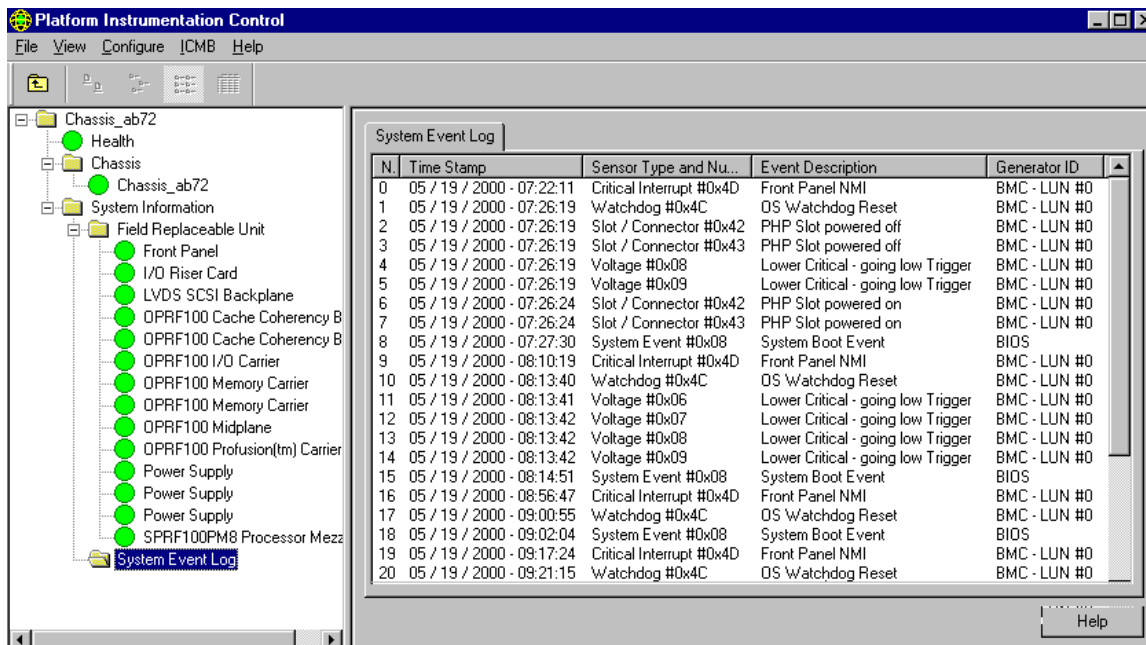 Platform Instrumentation Control
File View Configure ICMB Help
Chassis_ab72
Health
Chassis
Chassis_ab72
System Information
Field Replaceable Unit
Front Panel
I/O Riser Card
LVDS SCSI Backplane
OPRF100 Cache Coherency B
OPRF100 Cache Coherency B
OPRF100 I/O Carrier
OPRF100 Memory Carrier
OPRF100 Memory Carrier
OPRF100 Midplane
OPRF100 Profusion(tm) Carrier
Power Supply
Power Supply
Power Supply
SPRF100PM8 Processor Mezz
System Event Log
System Event Log
N. Time Stamp Sensor Type and Nu... Event Description Generator ID
0 05 / 19 / 2000 - 07:22:11 Critical Interrupt #0x4D Front Panel NMI BMC - LUN #0
1 05 / 19 / 2000 - 07:26:19 Watchdog #0x4C OS Watchdog Reset BMC - LUN #0
2 05 / 19 / 2000 - 07:26:19 Slot / Connector #0x42 PHP Slot powered off BMC - LUN #0
3 05 / 19 / 2000 - 07:26:19 Slot / Connector #0x43 PHP Slot powered off BMC - LUN #0
4 05 / 19 / 2000 - 07:26:19 Voltage #0x08 Lower Critical - going low Trigger BMC - LUN #0
5 05 / 19 / 2000 - 07:26:19 Voltage #0x09 Lower Critical - going low Trigger BMC - LUN #0
6 05 / 19 / 2000 - 07:26:24 Slot / Connector #0x42 PHP Slot powered on BMC - LUN #0
7 05 / 19 / 2000 - 07:26:24 Slot / Connector #0x43 PHP Slot powered on BMC - LUN #0
8 05 / 19 / 2000 - 07:27:30 System Event #0x08 System Boot Event BIOS
9 05 / 19 / 2000 - 08:10:19 Critical Interrupt #0x4D Front Panel NMI BMC - LUN #0
10 05 / 19 / 2000 - 08:13:40 Watchdog #0x4C OS Watchdog Reset BMC - LUN #0
11 05 / 19 / 2000 - 08:13:41 Voltage #0x06 Lower Critical - going low Trigger BMC - LUN #0
12 05 / 19 / 2000 - 08:13:42 Voltage #0x07 Lower Critical - going low Trigger BMC - LUN #0
13 05 / 19 / 2000 - 08:13:42 Voltage #0x08 Lower Critical - going low Trigger BMC - LUN #0
14 05 / 19 / 2000 - 08:13:42 Voltage #0x09 Lower Critical - going low Trigger BMC - LUN #0
15 05 / 19 / 2000 - 08:14:51 System Event #0x08 System Boot Event BIOS
16 05 / 19 / 2000 - 08:56:47 Critical Interrupt #0x4D Front Panel NMI BMC - LUN #0
17 05 / 19 / 2000 - 09:00:55 Watchdog #0x4C OS Watchdog Reset BMC - LUN #0
18 05 / 19 / 2000 - 09:02:04 System Event #0x08 System Boot Event BIOS
19 05 / 19 / 2000 - 09:17:24 Critical Interrupt #0x4D Front Panel NMI BMC - LUN #0
20 05 / 19 / 2000 - 09:21:15 Watchdog #0x4C OS Watchdog Reset BMC - LUN #0
Help